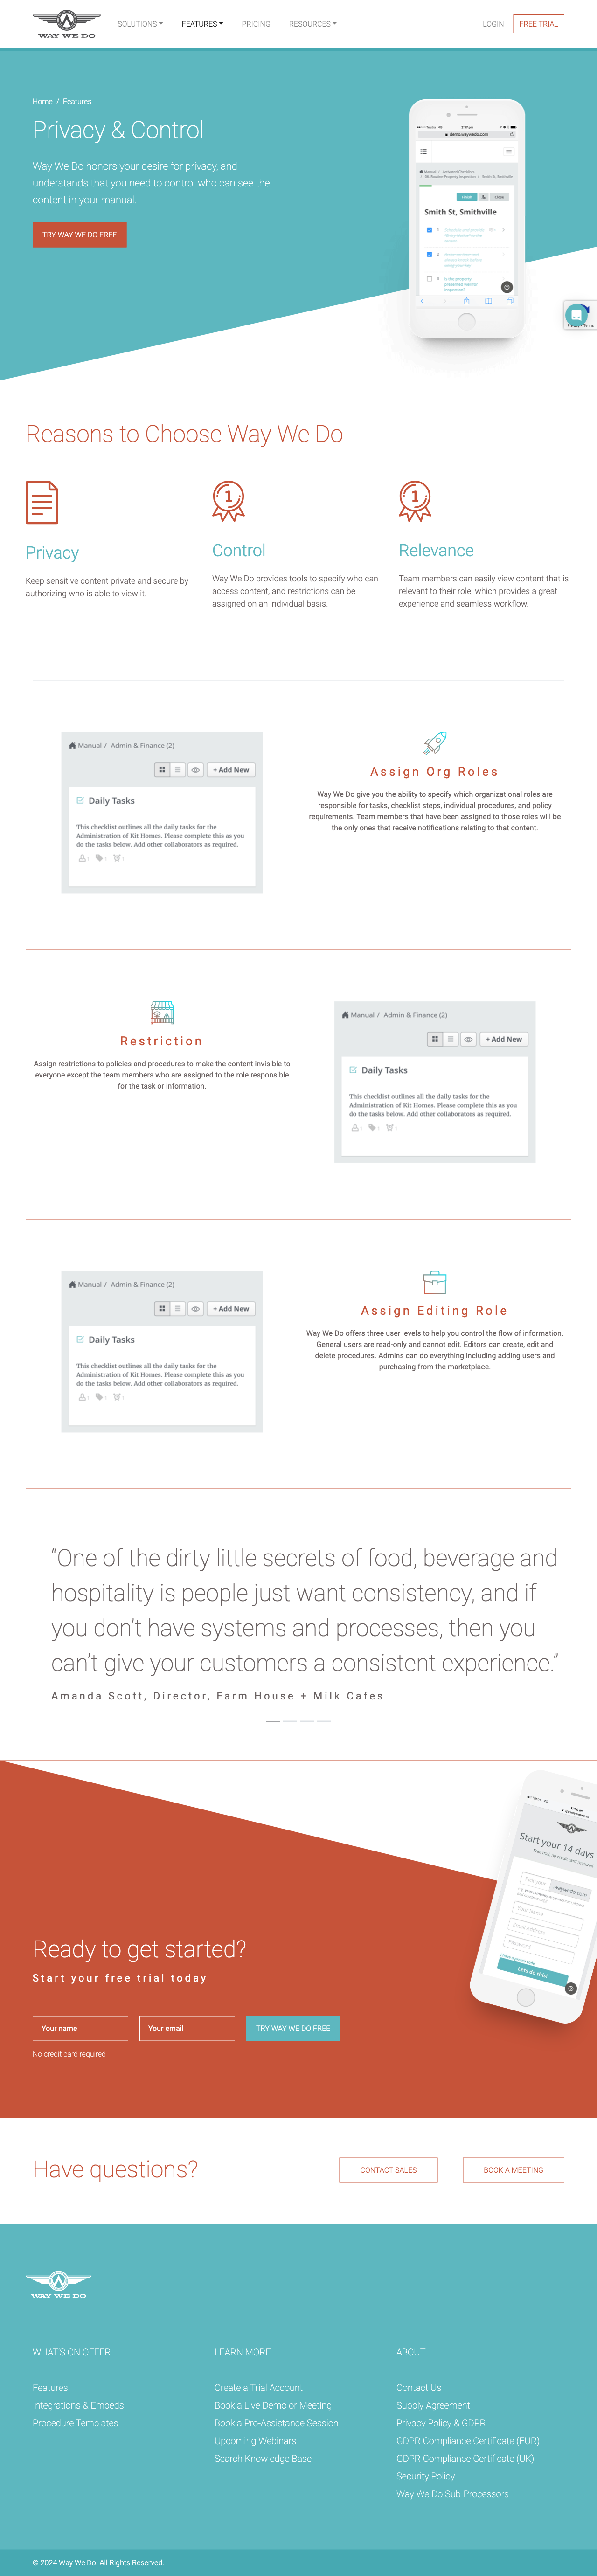 WAY WE DO
SOLUTIONS
FEATURES
PRICING
RESOURCES
LOGIN
FREE TRIAL
Home / Features
Privacy & Control
Way We Do honors your desire for privacy, and
understands that you need to control who can see the
content in your manual.
TRY WAY WE DO FREE
2:37 pm
demo.waywedo.com
Smith St, Smithville
Reasons to Choose Way We Do
Privacy
Keep sensitive content private and secure by
authorizing who is able to view it.
Control
Way We Do provides tools to specify who can
access content, and restrictions can be
assigned on an individual basis.
Relevance
Team members can easily view content that is
relevant to their role, which provides a great
experience and seamless workflow.
Manual / Admin & Finance (2)
+ Add New
Daily Tasks
This checklist outlines all the daily tasks for the
Administration of Kit Homes. Please complete this as you
do the tasks below. Add other collaborators as required.
Assign Org Roles
Way We Do give you the ability to specify which organizational roles are
responsible for tasks, checklist steps, individual procedures, and policy
requirements. Team members that have been assigned to those roles will be
the only ones that receive notifications relating to that content.
Restriction
Assign restrictions to policies and procedures to make the content invisible to
everyone except the team members who are assigned to the role responsible
for the task or information.
Manual / Admin & Finance (2)
+ Add New
Daily Tasks
This checklist outlines all the daily tasks for the
Administration of Kit Homes. Please complete this as you
do the tasks below. Add other collaborators as required.
Manual / Admin & Finance (2)
+ Add New
Daily Tasks
This checklist outlines all the daily tasks for the
Administration of Kit Homes. Please complete this as you
do the tasks below. Add other collaborators as required.
Assign Editing Role
Way We Do offers three user levels to help you control the flow of information.
General users are read-only and cannot edit. Editors can create, edit and
delete procedures. Admins can do everything including adding users and
purchasing from the marketplace.
“One of the dirty little secrets of food, beverage and
hospitality is people just want consistency, and if
you don’t have systems and processes, then you
can’t give your customers a consistent experience.”
Amanda Scott, Director, Farm House + Milk Cafes
Start your 14 days
Free trial, no credit card required
Pick your
.waywedo.com
Your Name
Email Address
Password
Lets do this!
Ready to get started?
Start your free trial today
Your name
Your email
TRY WAY WE DO FREE
No credit card required
Have questions?
CONTACT SALES
BOOK A MEETING
WAY WE DO
WHAT'S ON OFFER
Features
Integrations & Embeds
Procedure Templates
LEARN MORE
Create a Trial Account
Book a Live Demo or Meeting
Book a Pro-Assistance Session
Upcoming Webinars
Search Knowledge Base
ABOUT
Contact Us
Supply Agreement
Privacy Policy & GDPR
GDPR Compliance Certificate (EUR)
GDPR Compliance Certificate (UK)
Security Policy
Way We Do Sub-Processors
© 2024 Way We Do. All Rights Reserved.